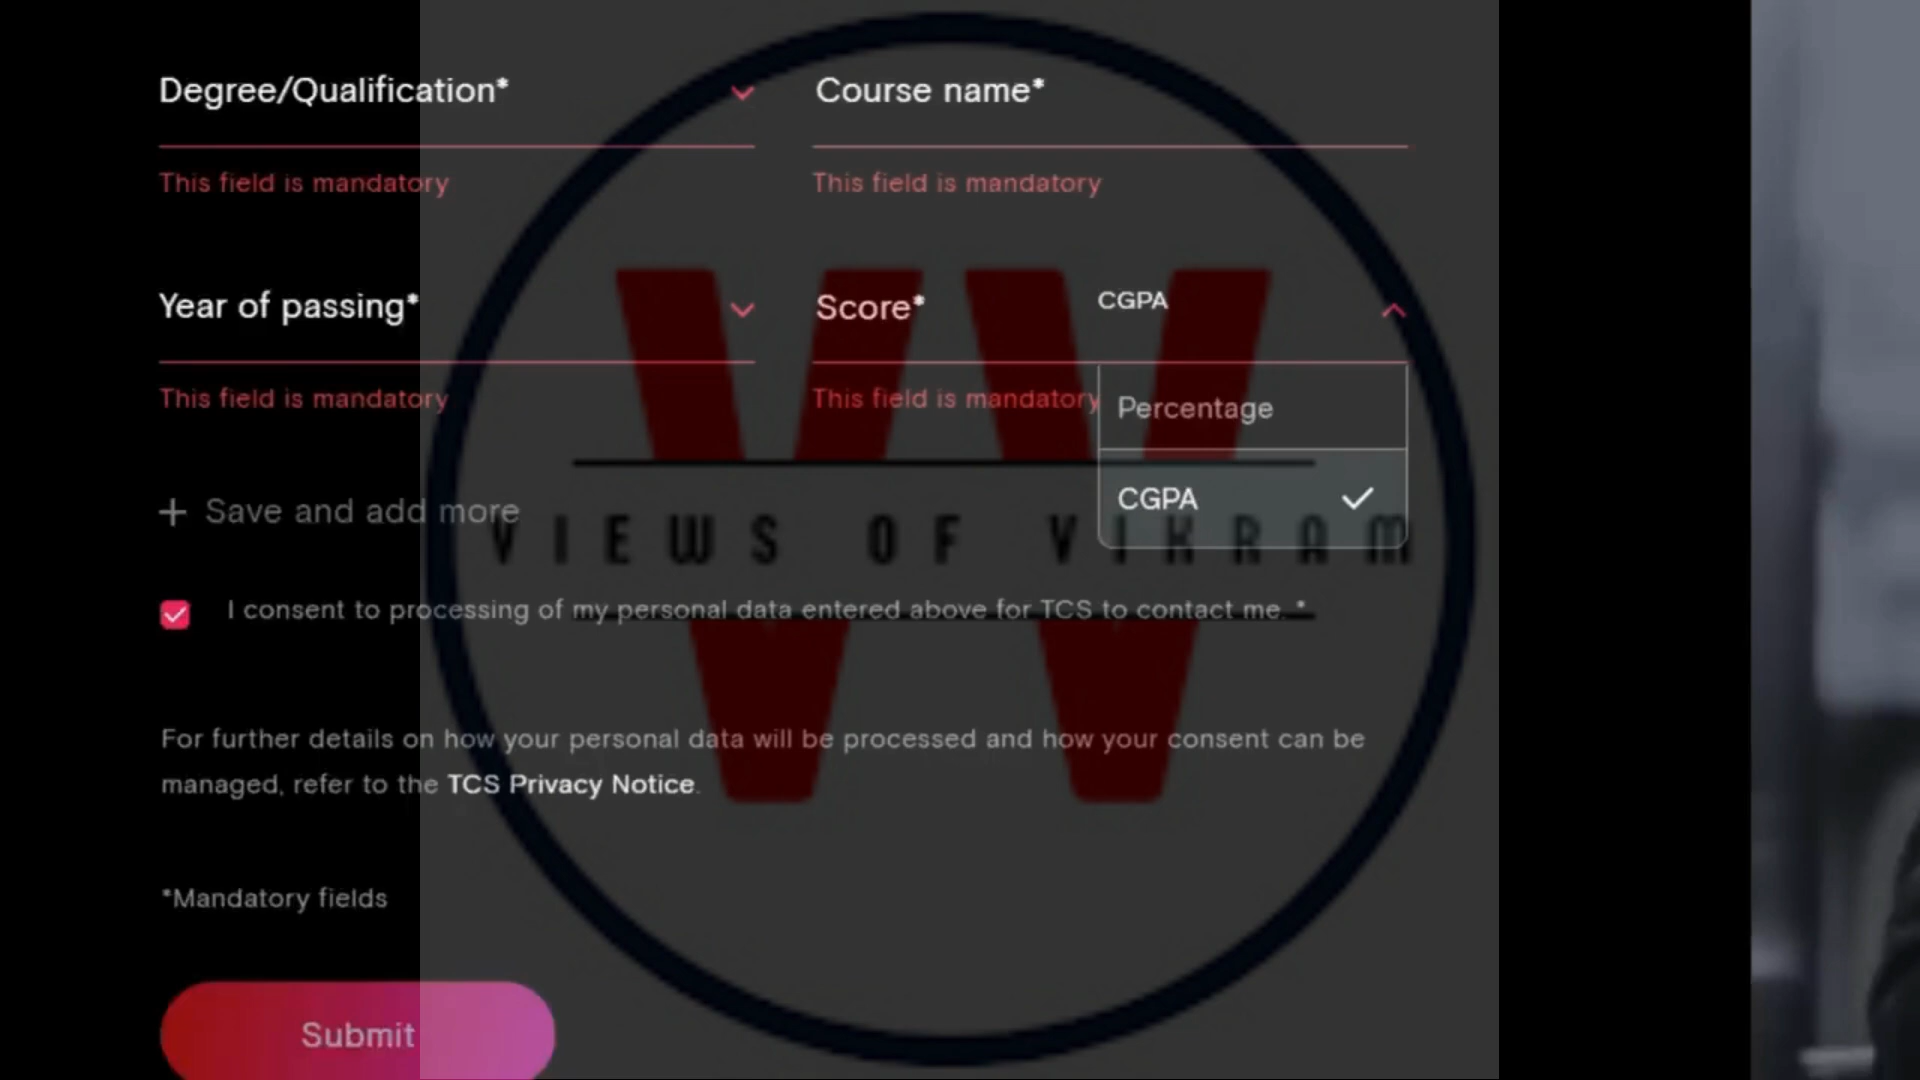 Degree/Qualification*
Course name*
This field is mandatory
This field is mandatory
Year of passing*
Score*
CGPA
This field is mandatory
This field is mandatory
Percentage
CGPA
+ Save and add more
VIEWS OF VIKRAM
I consent to processing of my personal data entered above for TCS to contact me. *
For further details on how your personal data will be processed and how your consent can be
managed, refer to the TCS Privacy Notice.
*Mandatory fields
Submit